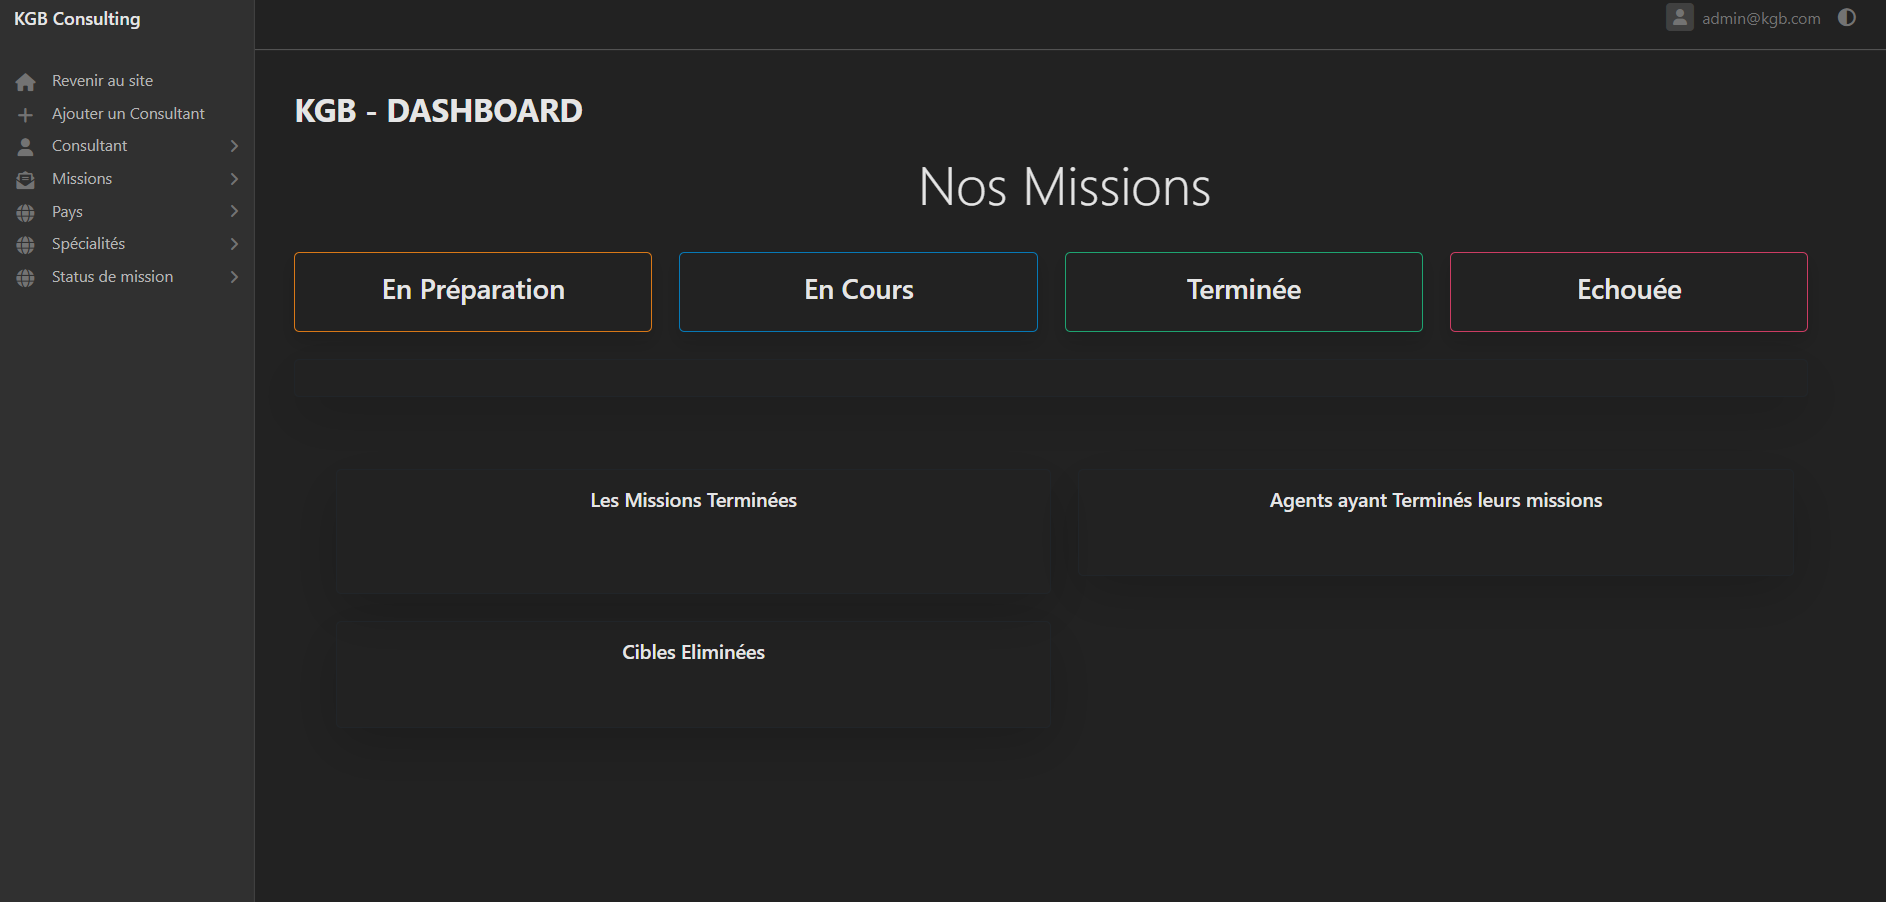 KGB Consulting
admin@kgb.com
Revenir au site
Ajouter un Consultant
Consultant
Missions
Pays
Spécialités
Status de mission
KGB - DASHBOARD
Nos Missions
En Préparation
En Cours
Terminée
Echouée
Les Missions Terminées
Agents ayant Terminés leurs missions
Cibles Eliminées